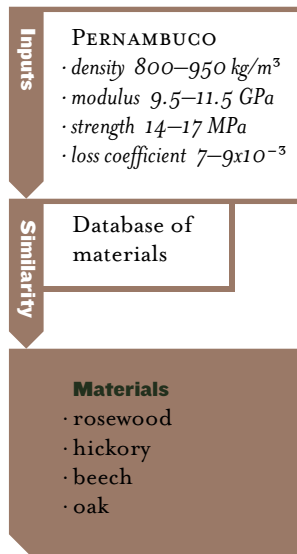 Inputs
PERNAMBUCO
· density 800–950 kg/m³
· modulus 9.5–11.5 GPa
· strength 14–17 MPa
· loss coefficient 7–9x10⁻³
Similarity
Database of
materials
Materials
· rosewood
· hickory
· beech
· oak